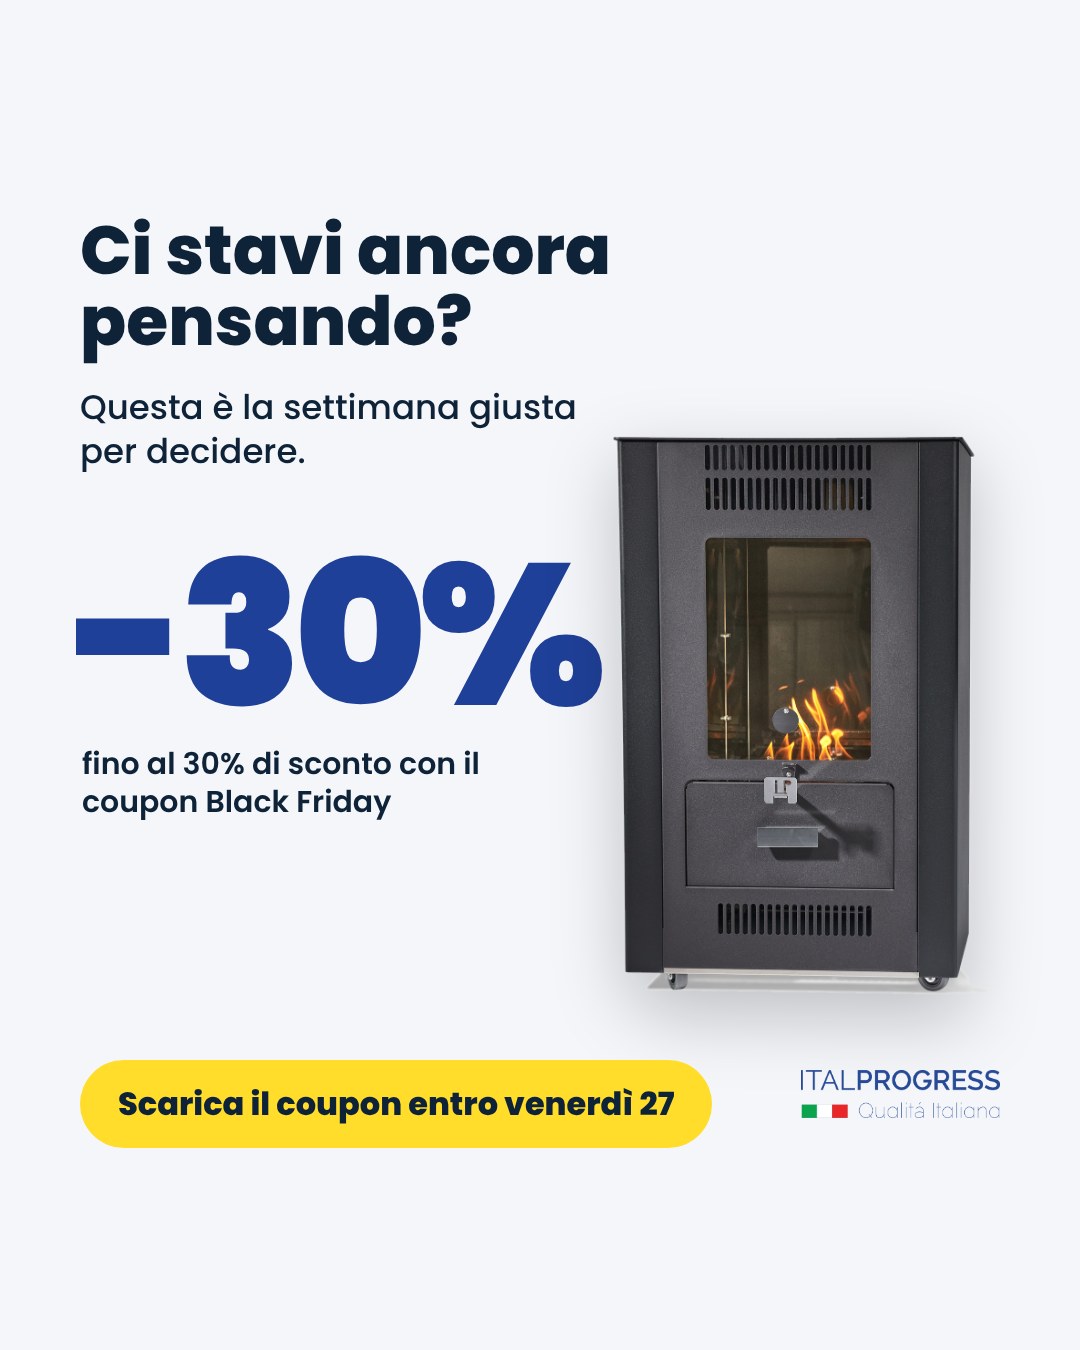 Ci stavi ancora
pensando?
Questa è la settimana giusta
per decidere.
-30%
fino al 30% di sconto con il
coupon Black Friday
Scarica il coupon entro venerdì 27
ITALPROGRESS
Qualitá Italiana